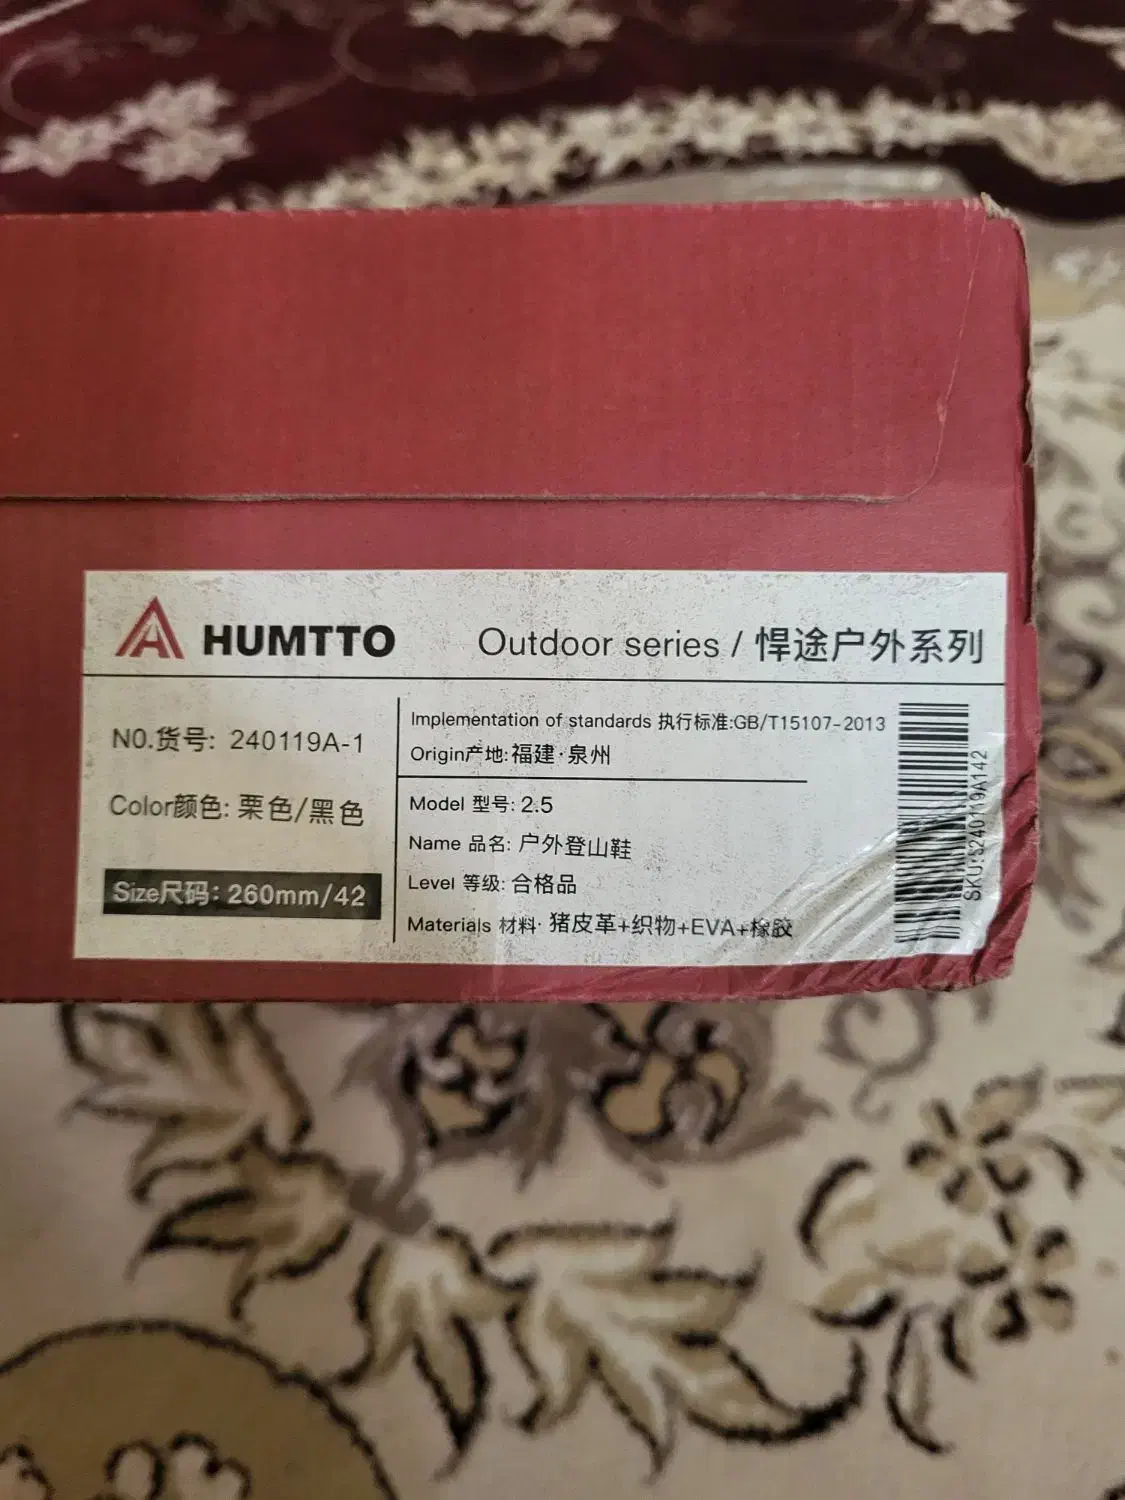 HUMTTO
Outdoor series / 悍途户外系列
NO.货号: 240119A-1
Color颜色: 栗色/黑色
Size尺码: 260mm/42
Implementation of standards 执行标准:GB/T15107-2013
Origin产地:福建·泉州
Model 型号: 2.5
Name 品名: 户外登山鞋
Level 等级: 合格品
Materials 材料· 猪皮革+织物+EVA+橡胶
SKU:S240119A142